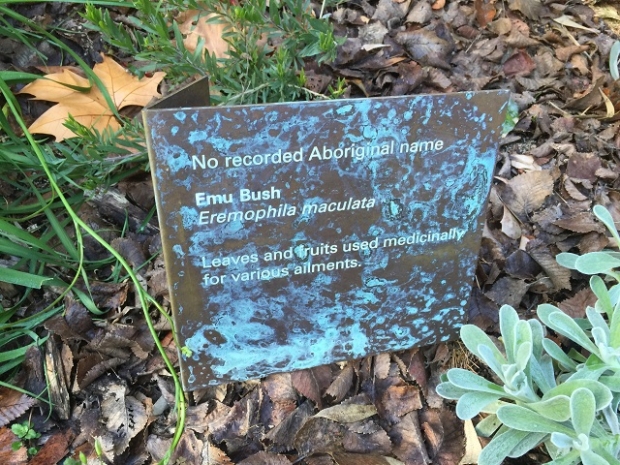 No recorded Aboriginal name
Emu Bush
Eremophila maculata
Leaves and fruits used medicinally
for various ailments.